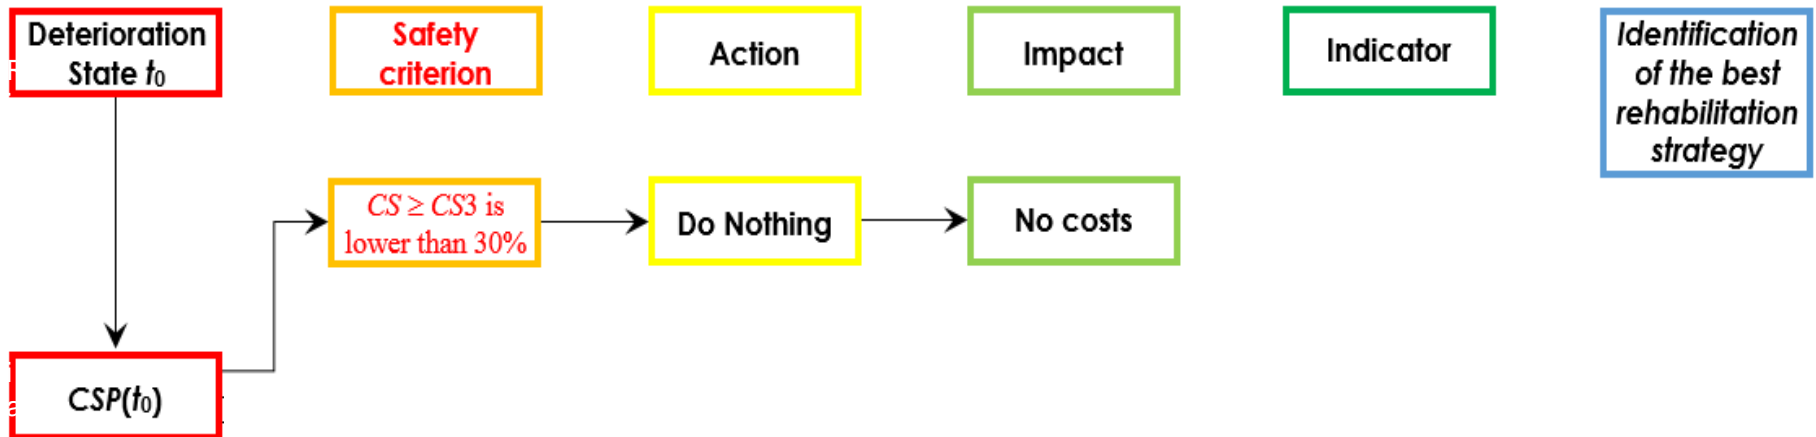 Deterioration
State t0
Safety
criterion
Action
Impact
Indicator
Identification
of the best
rehabilitation
strategy
CS ≥ CS3 is
lower than 30%
Do Nothing
No costs
CSP(t0)